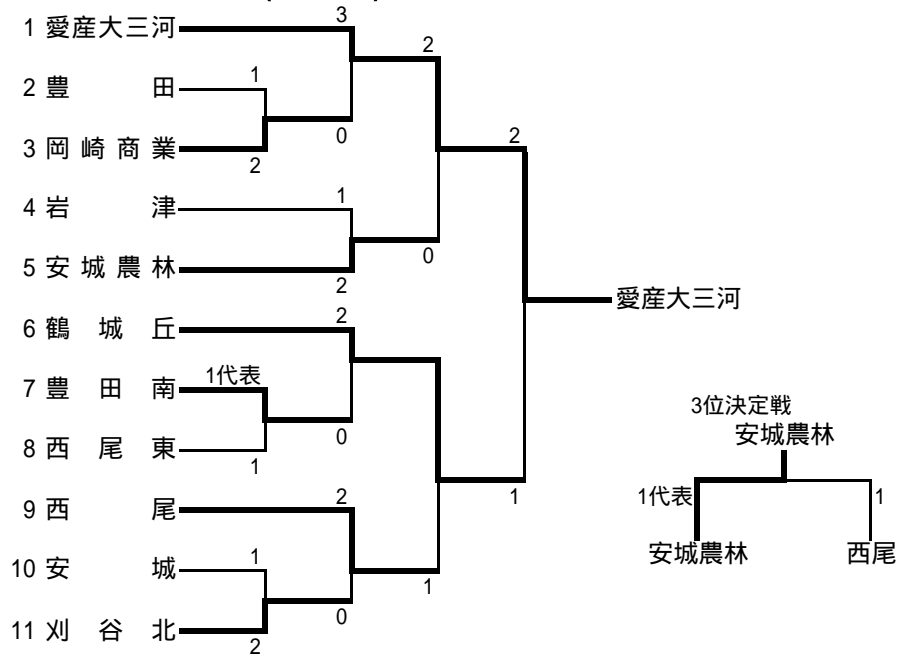 3
1 愛産大三河
2
1
2 豊田
2
3 岡崎商業
0
2
1
4 岩津
0
5 安城農林
2
愛産大三河
2
6 鶴城丘
1代表
7 豊田南
3位決定戦
0
安城農林
8 西尾東
1
2
1
1代表
1
9 西尾
安城農林
西尾
1
10 安城
1
0
11 刈谷北
2